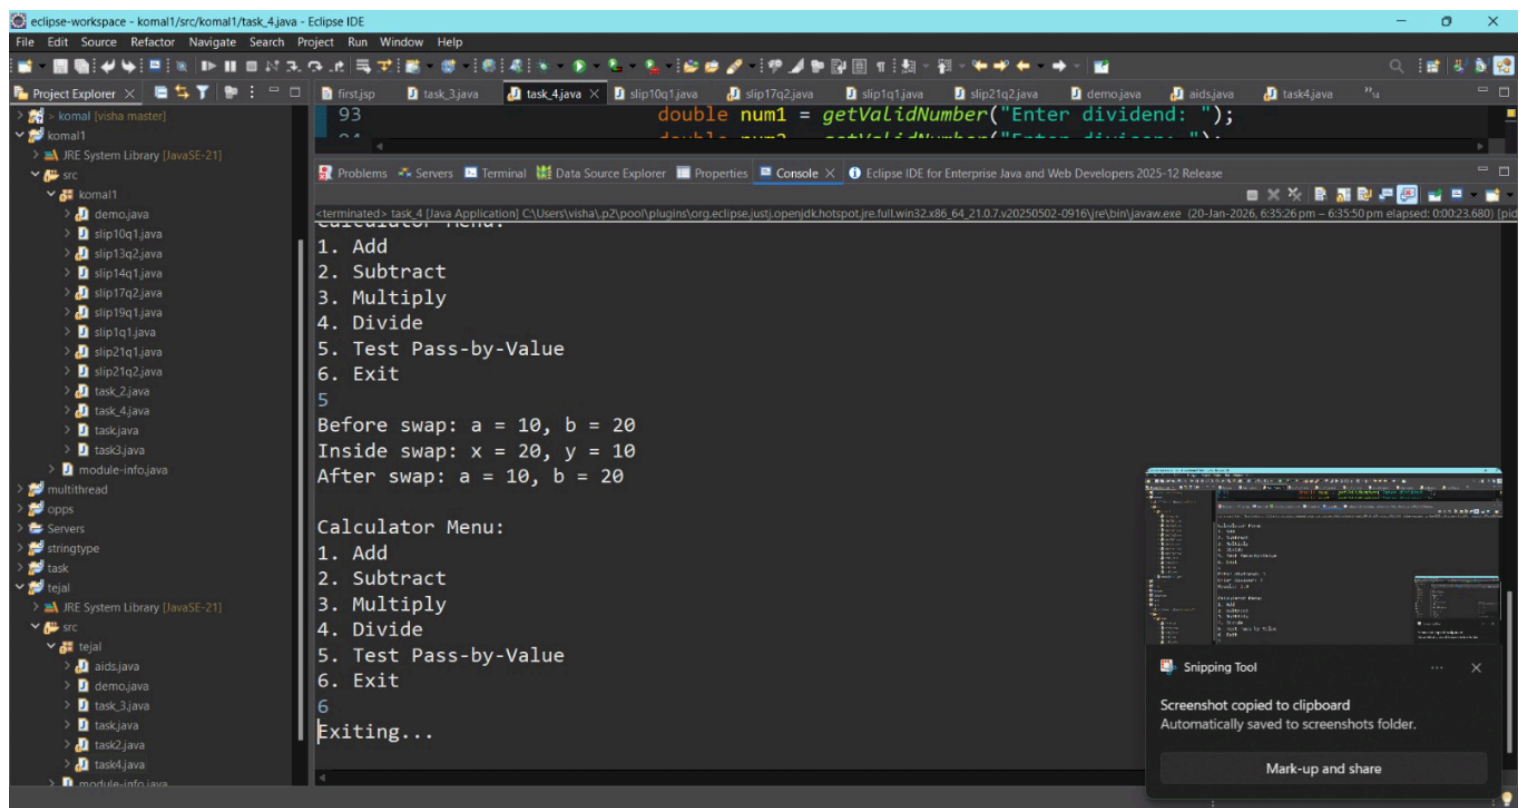 eclipse-workspace - komal1/src/komal1/task_4.java - Eclipse IDE
File Edit Source Refactor Navigate Search Project Run Window Help
Project Explorer
first.jsp task_3.java task_4.java slip10q1.java slip17q2.java slip1q1.java slip21q2.java demo.java aids.java task4.java
> komal [visha master]
komal1
JRE System Library [JavaSE-21]
src
komal1
demo.java
slip10q1.java
slip13q2.java
slip14q1.java
slip17q2.java
slip19q1.java
slip1q1.java
slip21q1.java
slip21q2.java
task_2.java
task_4.java
task.java
task3.java
module-info.java
multithread
opps
Servers
stringtype
task
tejal
JRE System Library [JavaSE-21]
src
tejal
aids.java
demo.java
task_3.java
task.java
task2.java
task4.java
module-info.java
93 double num1 = getValidNumber("Enter dividend: ");
94 double num2 = getValidNumber("Enter divisor: ");
Problems Servers Terminal Data Source Explorer Properties Console Eclipse IDE for Enterprise Java and Web Developers 2025-12 Release
<terminated> task_4 [Java Application] C:\Users\visha\.p2\pool\plugins\org.eclipse.justj.openjdk.hotspot.jre.full.win32.x86_64_21.0.7.v20250502-0916\jre\bin\javaw.exe (20-Jan-2026, 6:35:26 pm – 6:35:50 pm elapsed: 0:00:23.680) [pid
Calculator Menu:
1. Add
2. Subtract
3. Multiply
4. Divide
5. Test Pass-by-Value
6. Exit
5
Before swap: a = 10, b = 20
Inside swap: x = 20, y = 10
After swap: a = 10, b = 20
Calculator Menu:
1. Add
2. Subtract
3. Multiply
4. Divide
5. Test Pass-by-Value
6. Exit
6
Exiting...
Snipping Tool
Screenshot copied to clipboard
Automatically saved to screenshots folder.
Mark-up and share